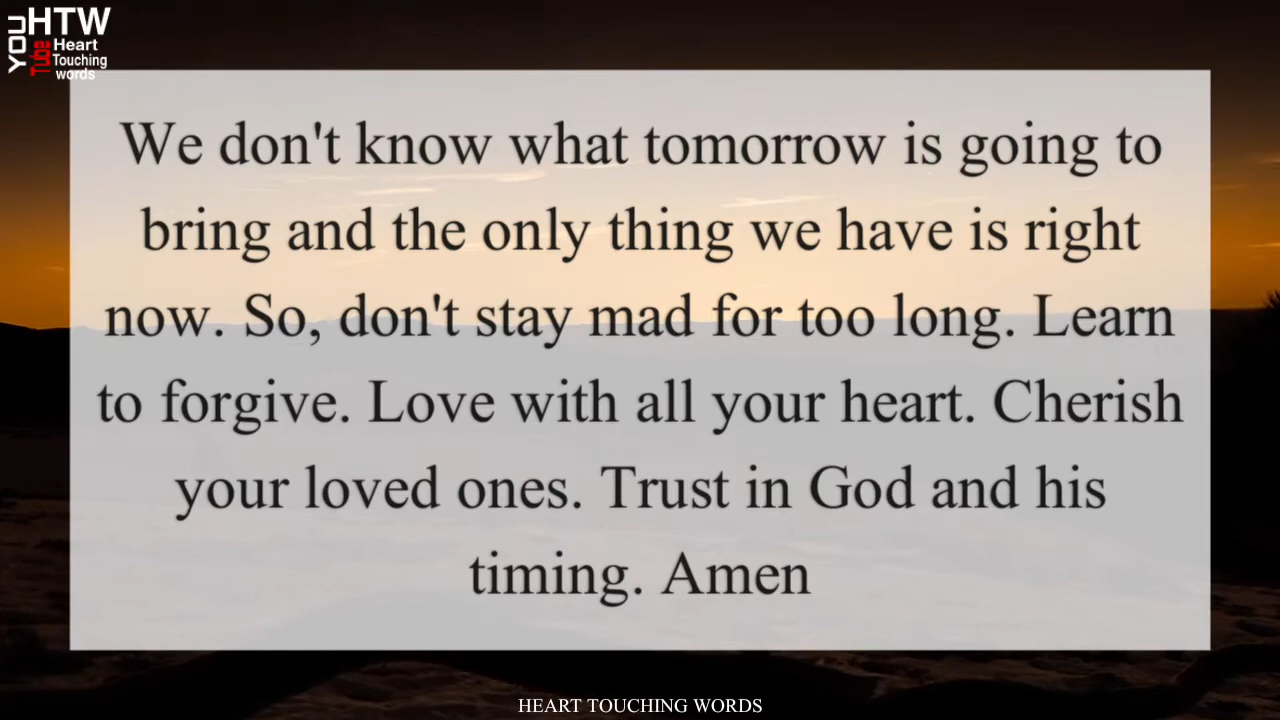 YOU
Tube
HTW
Heart
Touching
words
We don't know what tomorrow is going to
bring and the only thing we have is right
now. So, don't stay mad for too long. Learn
to forgive. Love with all your heart. Cherish
your loved ones. Trust in God and his
timing. Amen
HEART TOUCHING WORDS